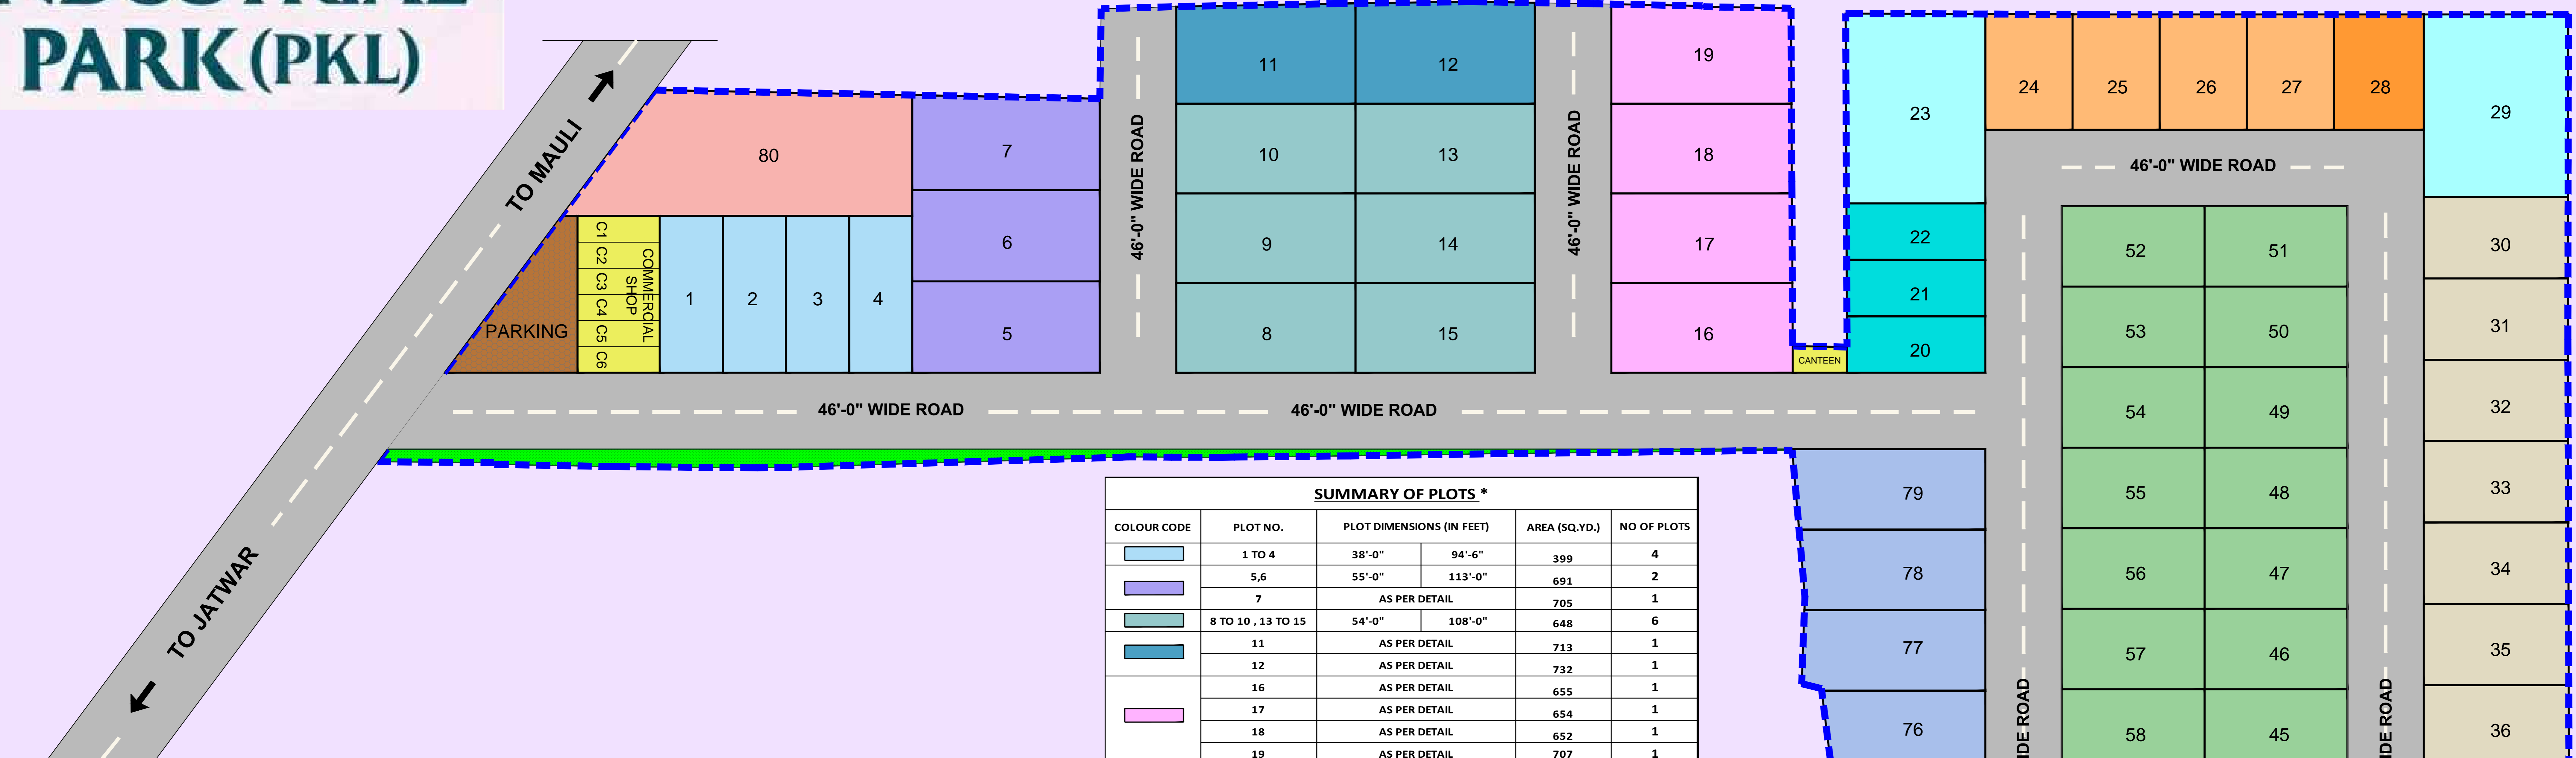 PARK (PKL)
TO MAULI
TO JATWAR
80
7
6
5
PARKING
C1
C2
C3
C4
C5
C6
COMMERCIAL
SHOP
1
2
3
4
46'-0" WIDE ROAD
11
12
10
13
9
14
8
15
46'-0" WIDE ROAD
19
18
17
16
CANTEEN
23
22
21
20
24
25
26
27
28
29
46'-0" WIDE ROAD
46'-0" WIDE ROAD
46'-0" WIDE ROAD
52
51
53
50
54
49
55
48
56
47
57
46
58
45
30
31
32
33
34
35
36
79
78
77
76
SUMMARY OF PLOTS *
COLOUR CODE PLOT NO. PLOT DIMENSIONS (IN FEET) AREA (SQ.YD.) NO OF PLOTS
1 TO 4 38'-0" 94'-6" 399 4
5,6 55'-0" 113'-0" 691 2
7 AS PER DETAIL 705 1
8 TO 10 , 13 TO 15 54'-0" 108'-0" 648 6
11 AS PER DETAIL 713 1
12 AS PER DETAIL 732 1
16 AS PER DETAIL 655 1
17 AS PER DETAIL 654 1
18 AS PER DETAIL 652 1
19 AS PER DETAIL 707 1
ROAD
ROAD